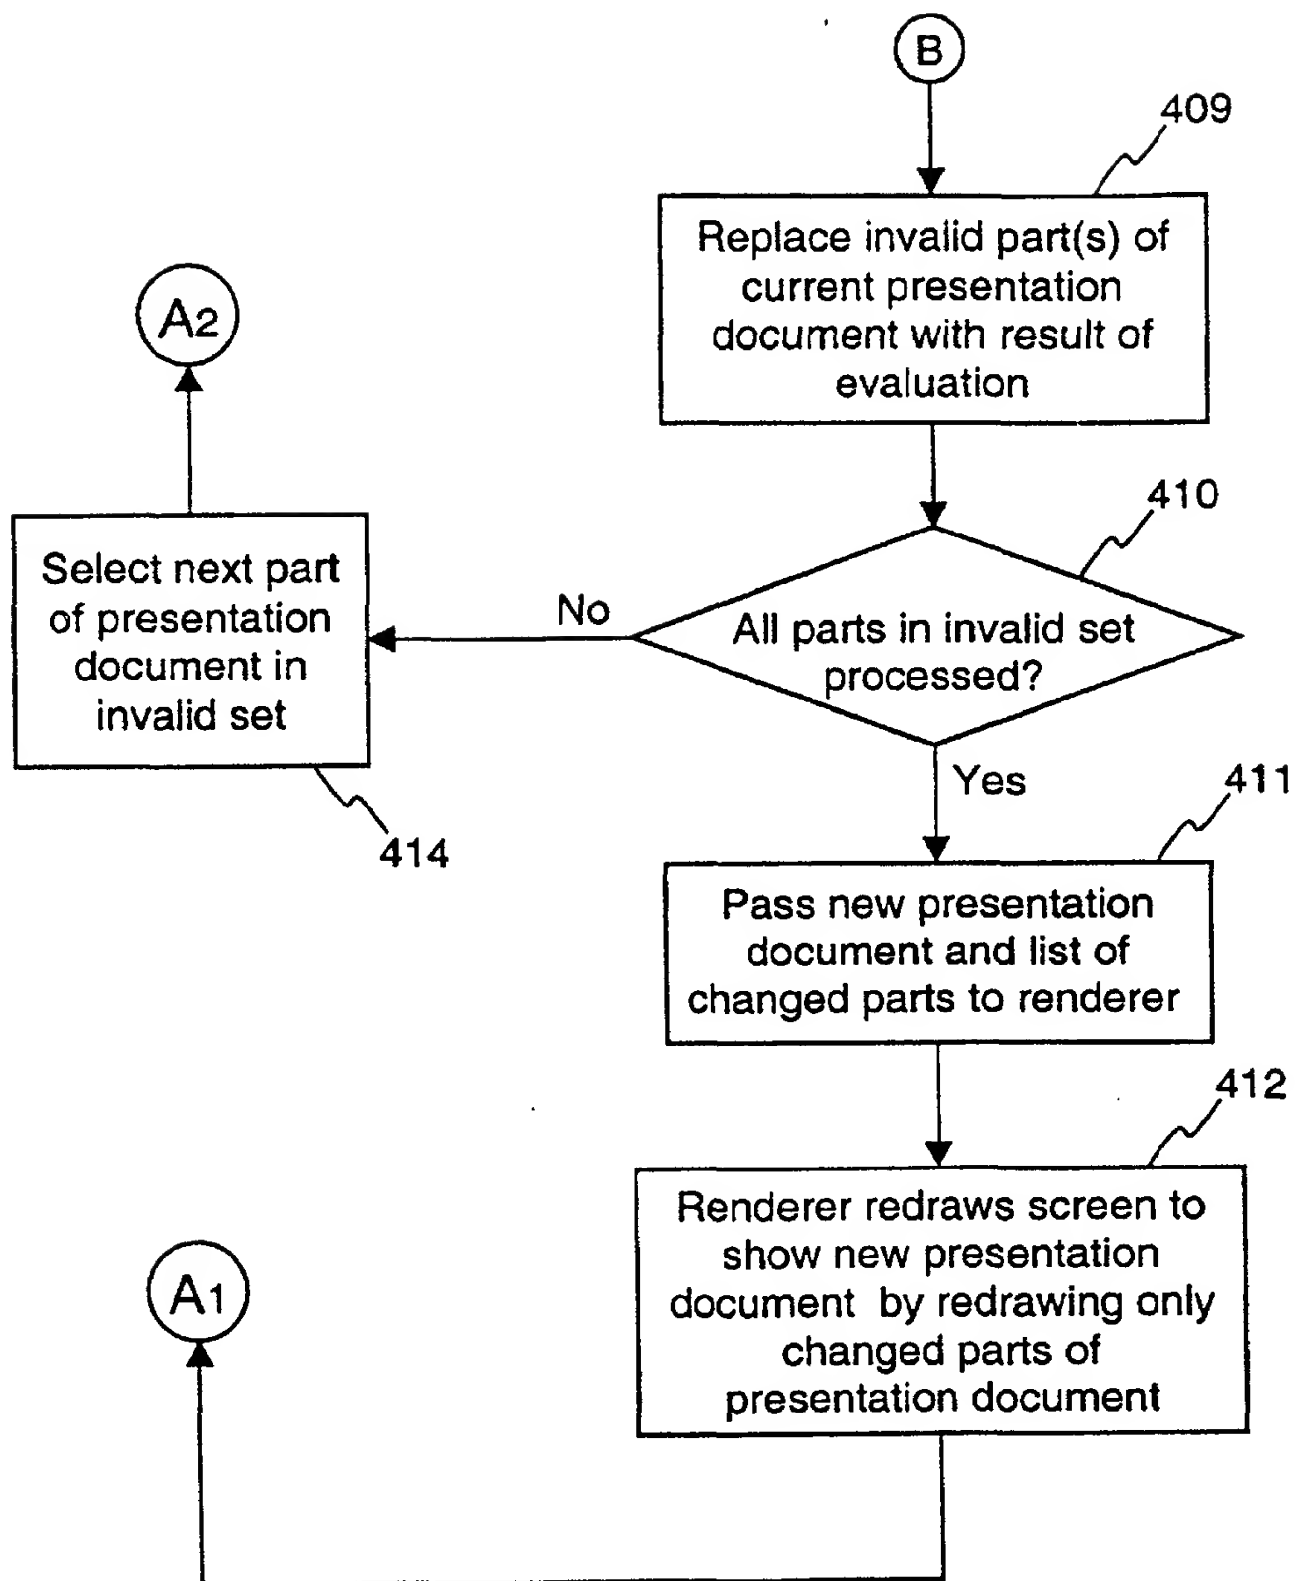 B
409
Replace invalid part(s) of
current presentation
document with result of
evaluation
A2
410
Select next part
of presentation
document in
invalid set
No
All parts in invalid set
processed?
Yes
414
411
Pass new presentation
document and list of
changed parts to renderer
412
Renderer redraws screen to
show new presentation
document by redrawing only
changed parts of
presentation document
A1